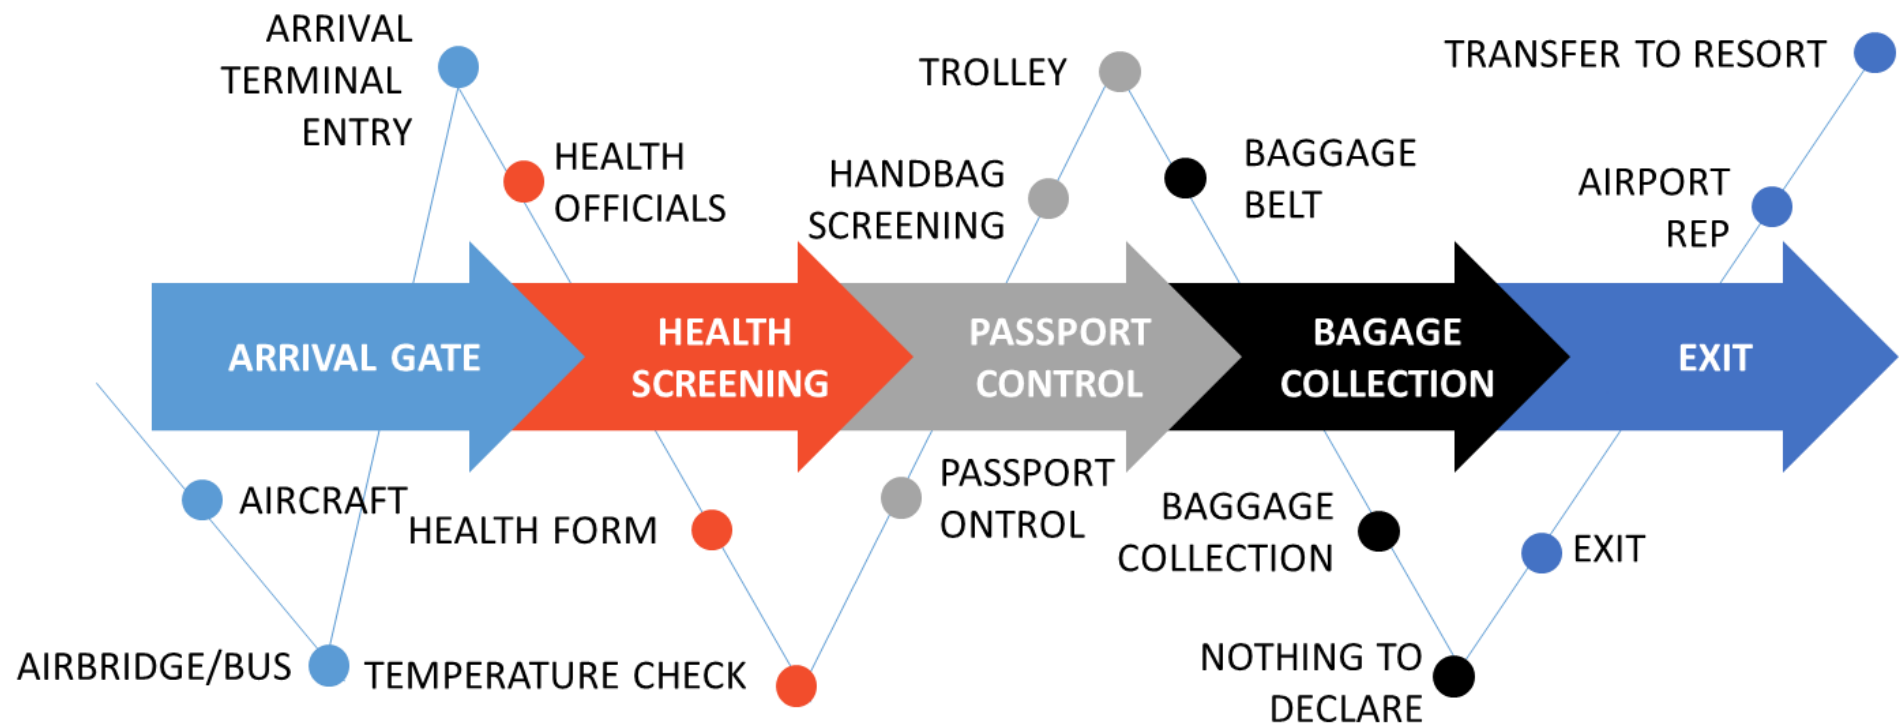 ARRIVAL
TERMINAL
ENTRY
HEALTH
OFFICIALS
TROLLEY
HANDBAG
SCREENING
BAGGAGE
BELT
TRANSFER TO RESORT
AIRPORT
REP
ARRIVAL GATE
HEALTH
SCREENING
PASSPORT
CONTROL
BAGAGE
COLLECTION
EXIT
AIRCRAFT
AIRBRIDGE/BUS
HEALTH FORM
TEMPERATURE CHECK
PASSPORT
ONTROL
BAGGAGE
COLLECTION
NOTHING TO
DECLARE
EXIT